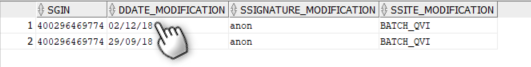 SGIN DDATE_MODIFICATION SSIGNATURE_MODIFICATION SSITE_MODIFICATION
1 400296469774 02/12/18 anon BATCH_QVI
2 400296469774 29/09/18 anon BATCH_QVI